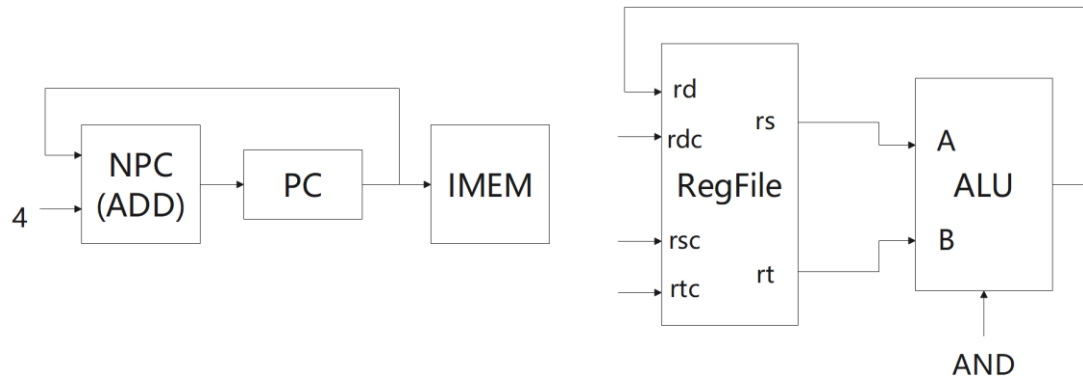 NPC
(ADD)
4
PC
IMEM
rd
rdc
rs
RegFile
rsc
rtc
rt
A
ALU
B
AND